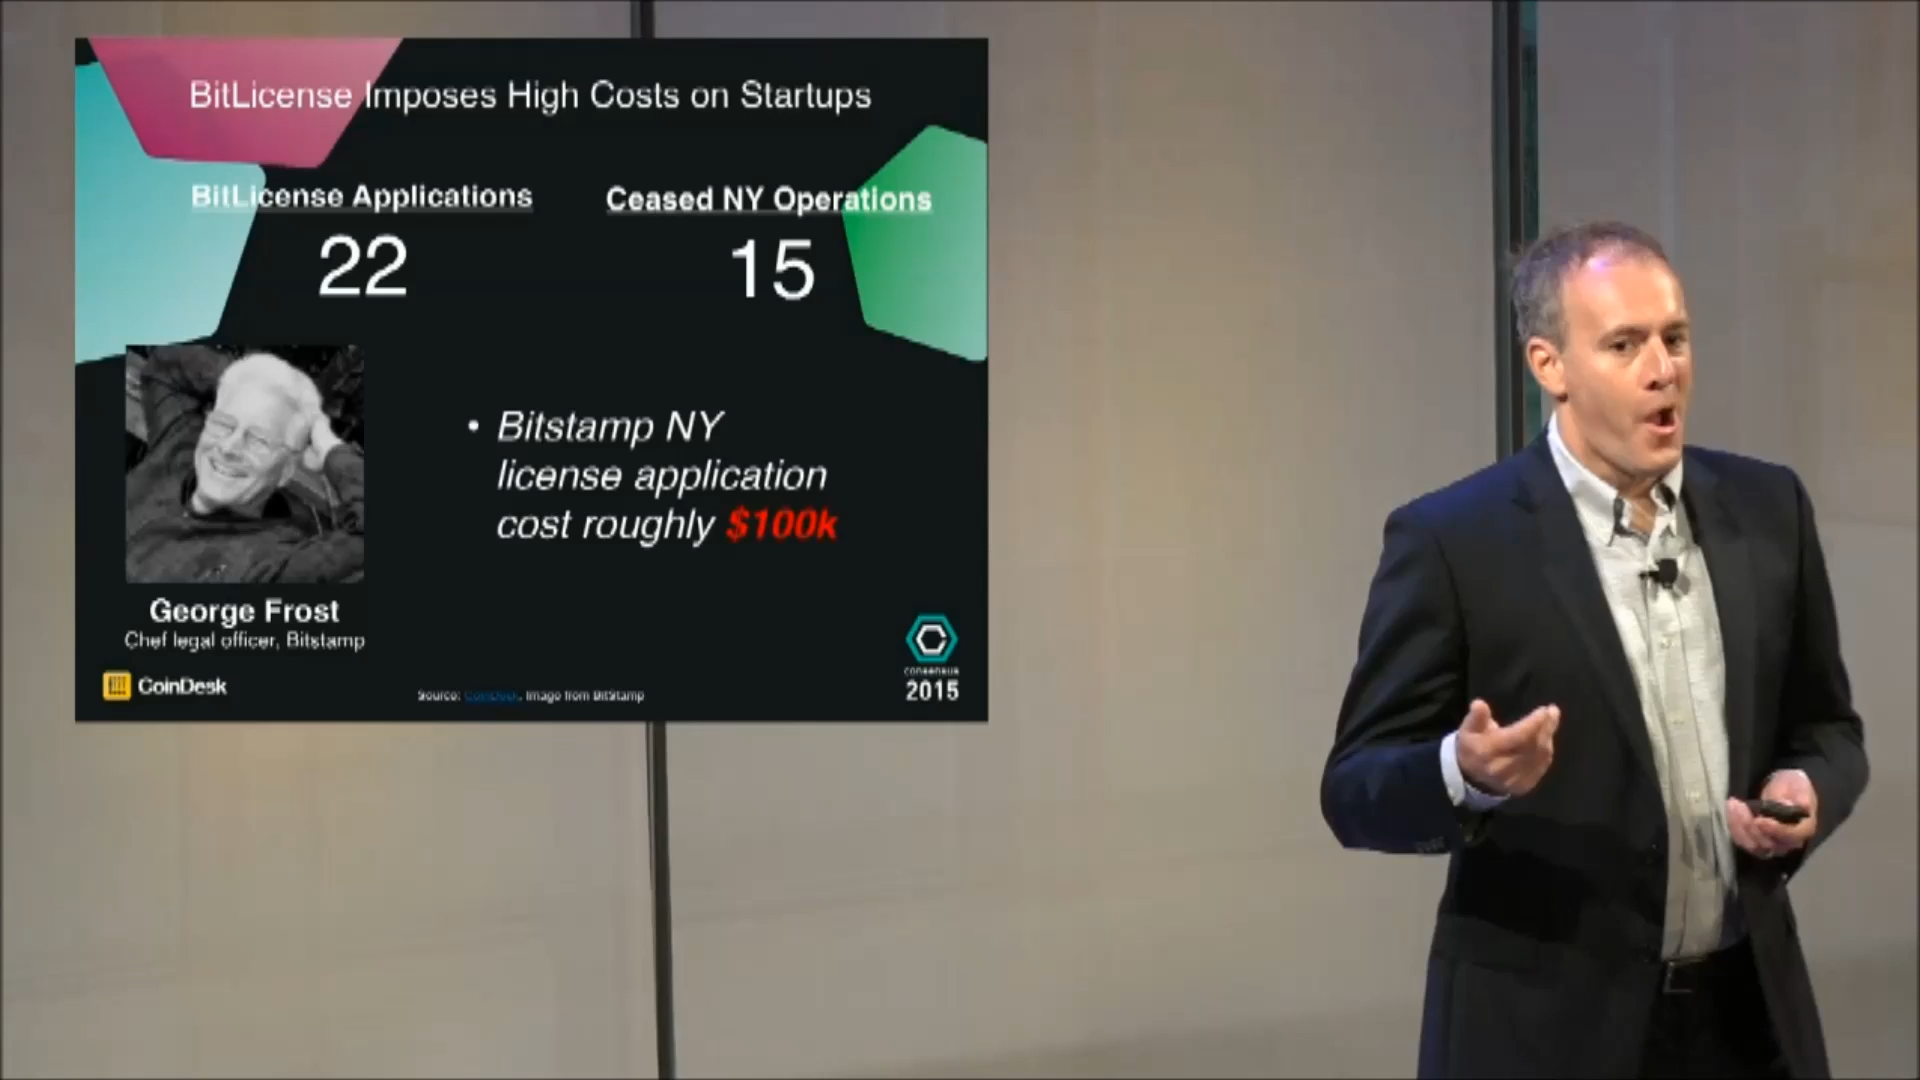 BitLicense Imposes High Costs on Startups
BitLicense Applications
22
Ceased NY Operations
15
• Bitstamp NY
license application
cost roughly $100k
George Frost
Chef legal officer, Bitstamp
CoinDesk
Source: CoinDesk. Image from BitStamp
consensus
2015